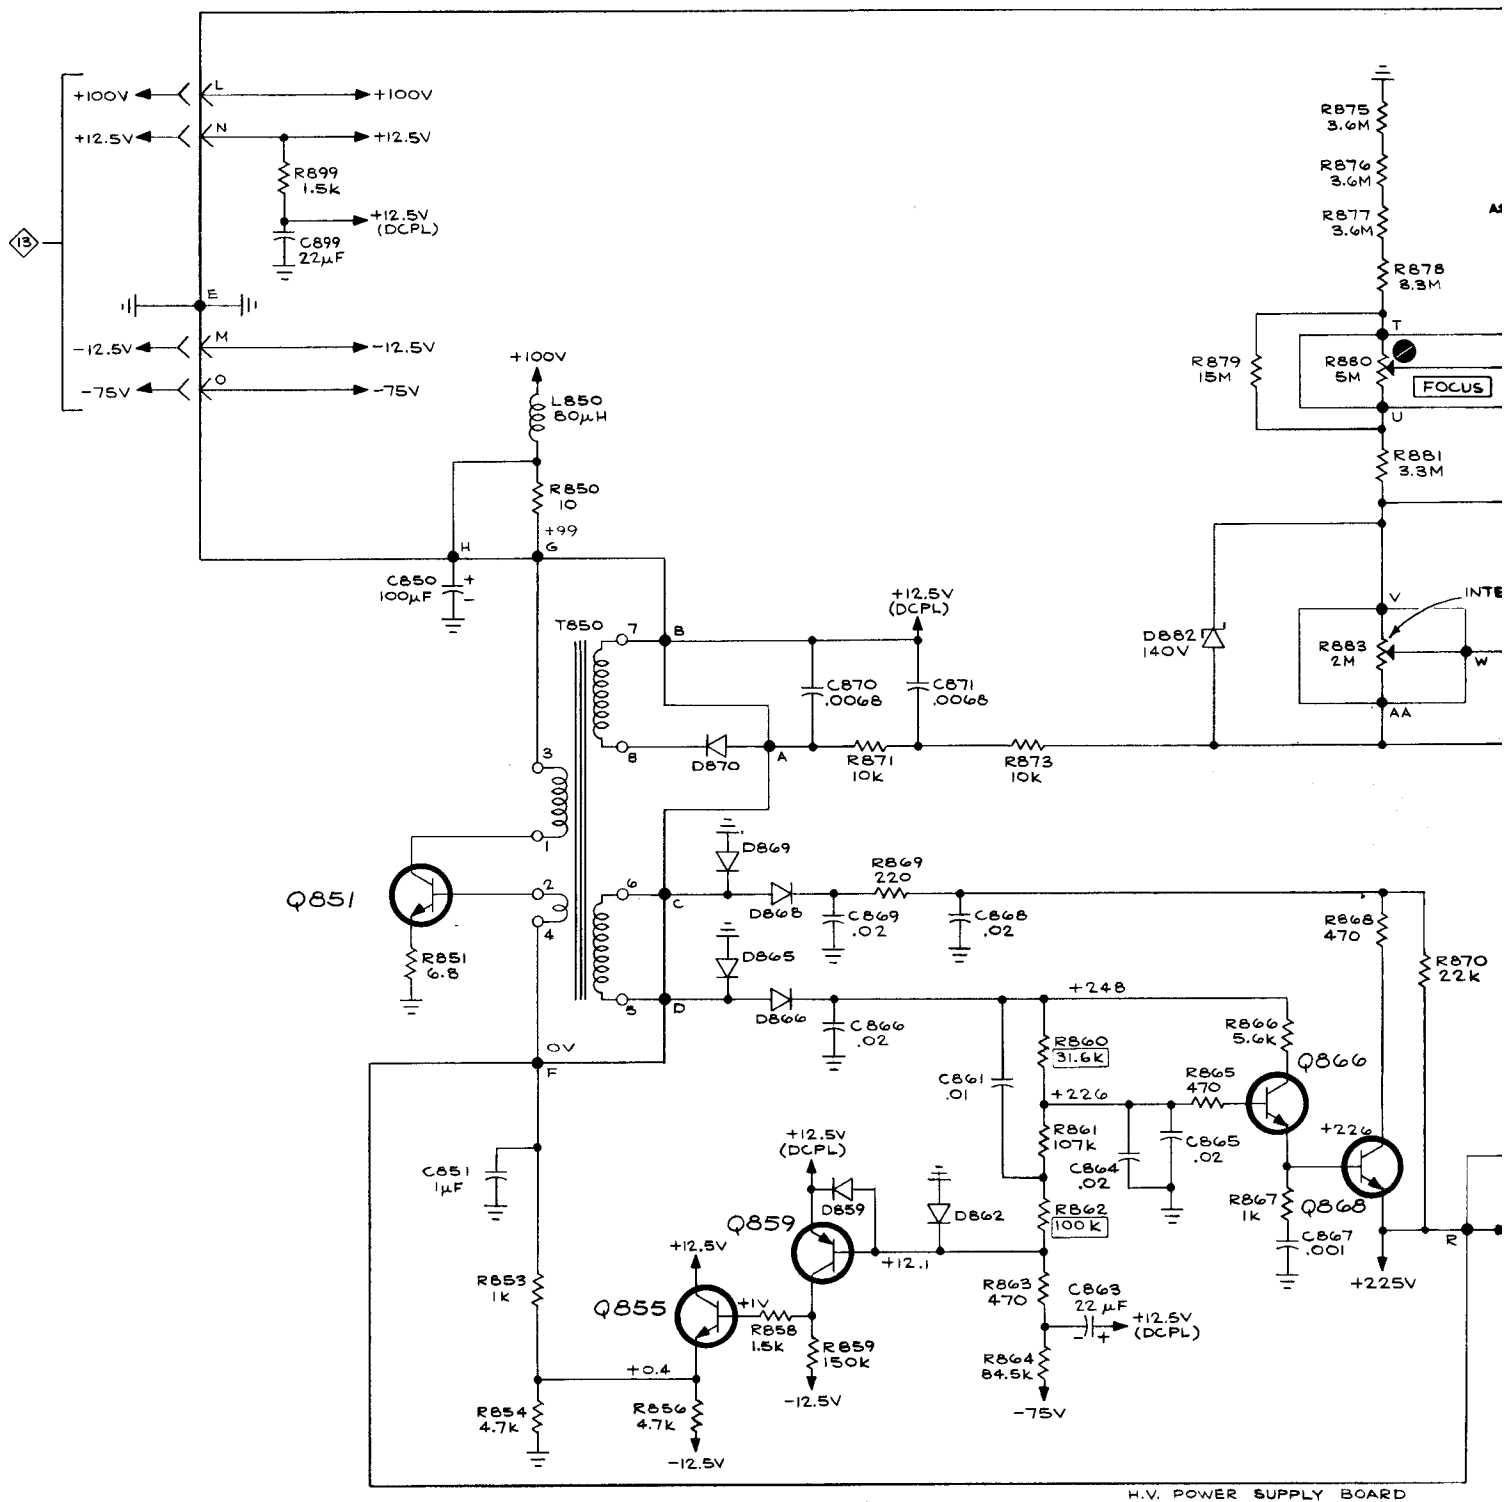 +100V
L
+100V
+12.5V
N
+12.5V
R899
1.5K
+12.5V
(DCPL)
C899
22μF
13
E
-12.5V
M
-12.5V
-75V
O
-75V
+100V
L850
80μH
R850
10
+99
H
G
C850
100μF
+
-
T850
7
B
8
D870
A
3
1
2
4
6
C
5
D
C870
.0068
+12.5V
(DCPL)
C871
.0068
R871
10K
R873
10K
R875
3.6M
R876
3.6M
R877
3.6M
R878
3.3M
T
R879
15M
R880
5M
FOCUS
U
R881
3.3M
D882
140V
V
INTE
R883
2M
W
AA
Q851
R851
6.8
D869
D868
R869
220
C869
.02
C868
.02
R868
470
R870
22K
D865
D866
C866
.02
+248
R860
31.6K
R866
5.6K
Q866
C861
.01
+226
R865
470
R861
107K
C864
.02
C865
.02
+226
R867
1K
Q868
C867
.001
R
+225V
0V
F
C851
1μF
+12.5V
(DCPL)
D859
Q859
D862
R862
100K
+12.1
+12.5V
R853
1K
Q855
+1V
R858
1.5K
R859
150K
-12.5V
R863
470
C863
22μF
-
+
+12.5V
(DCPL)
R864
84.5K
-75V
+0.4
R854
4.7K
R856
4.7K
-12.5V
H.V. POWER SUPPLY BOARD